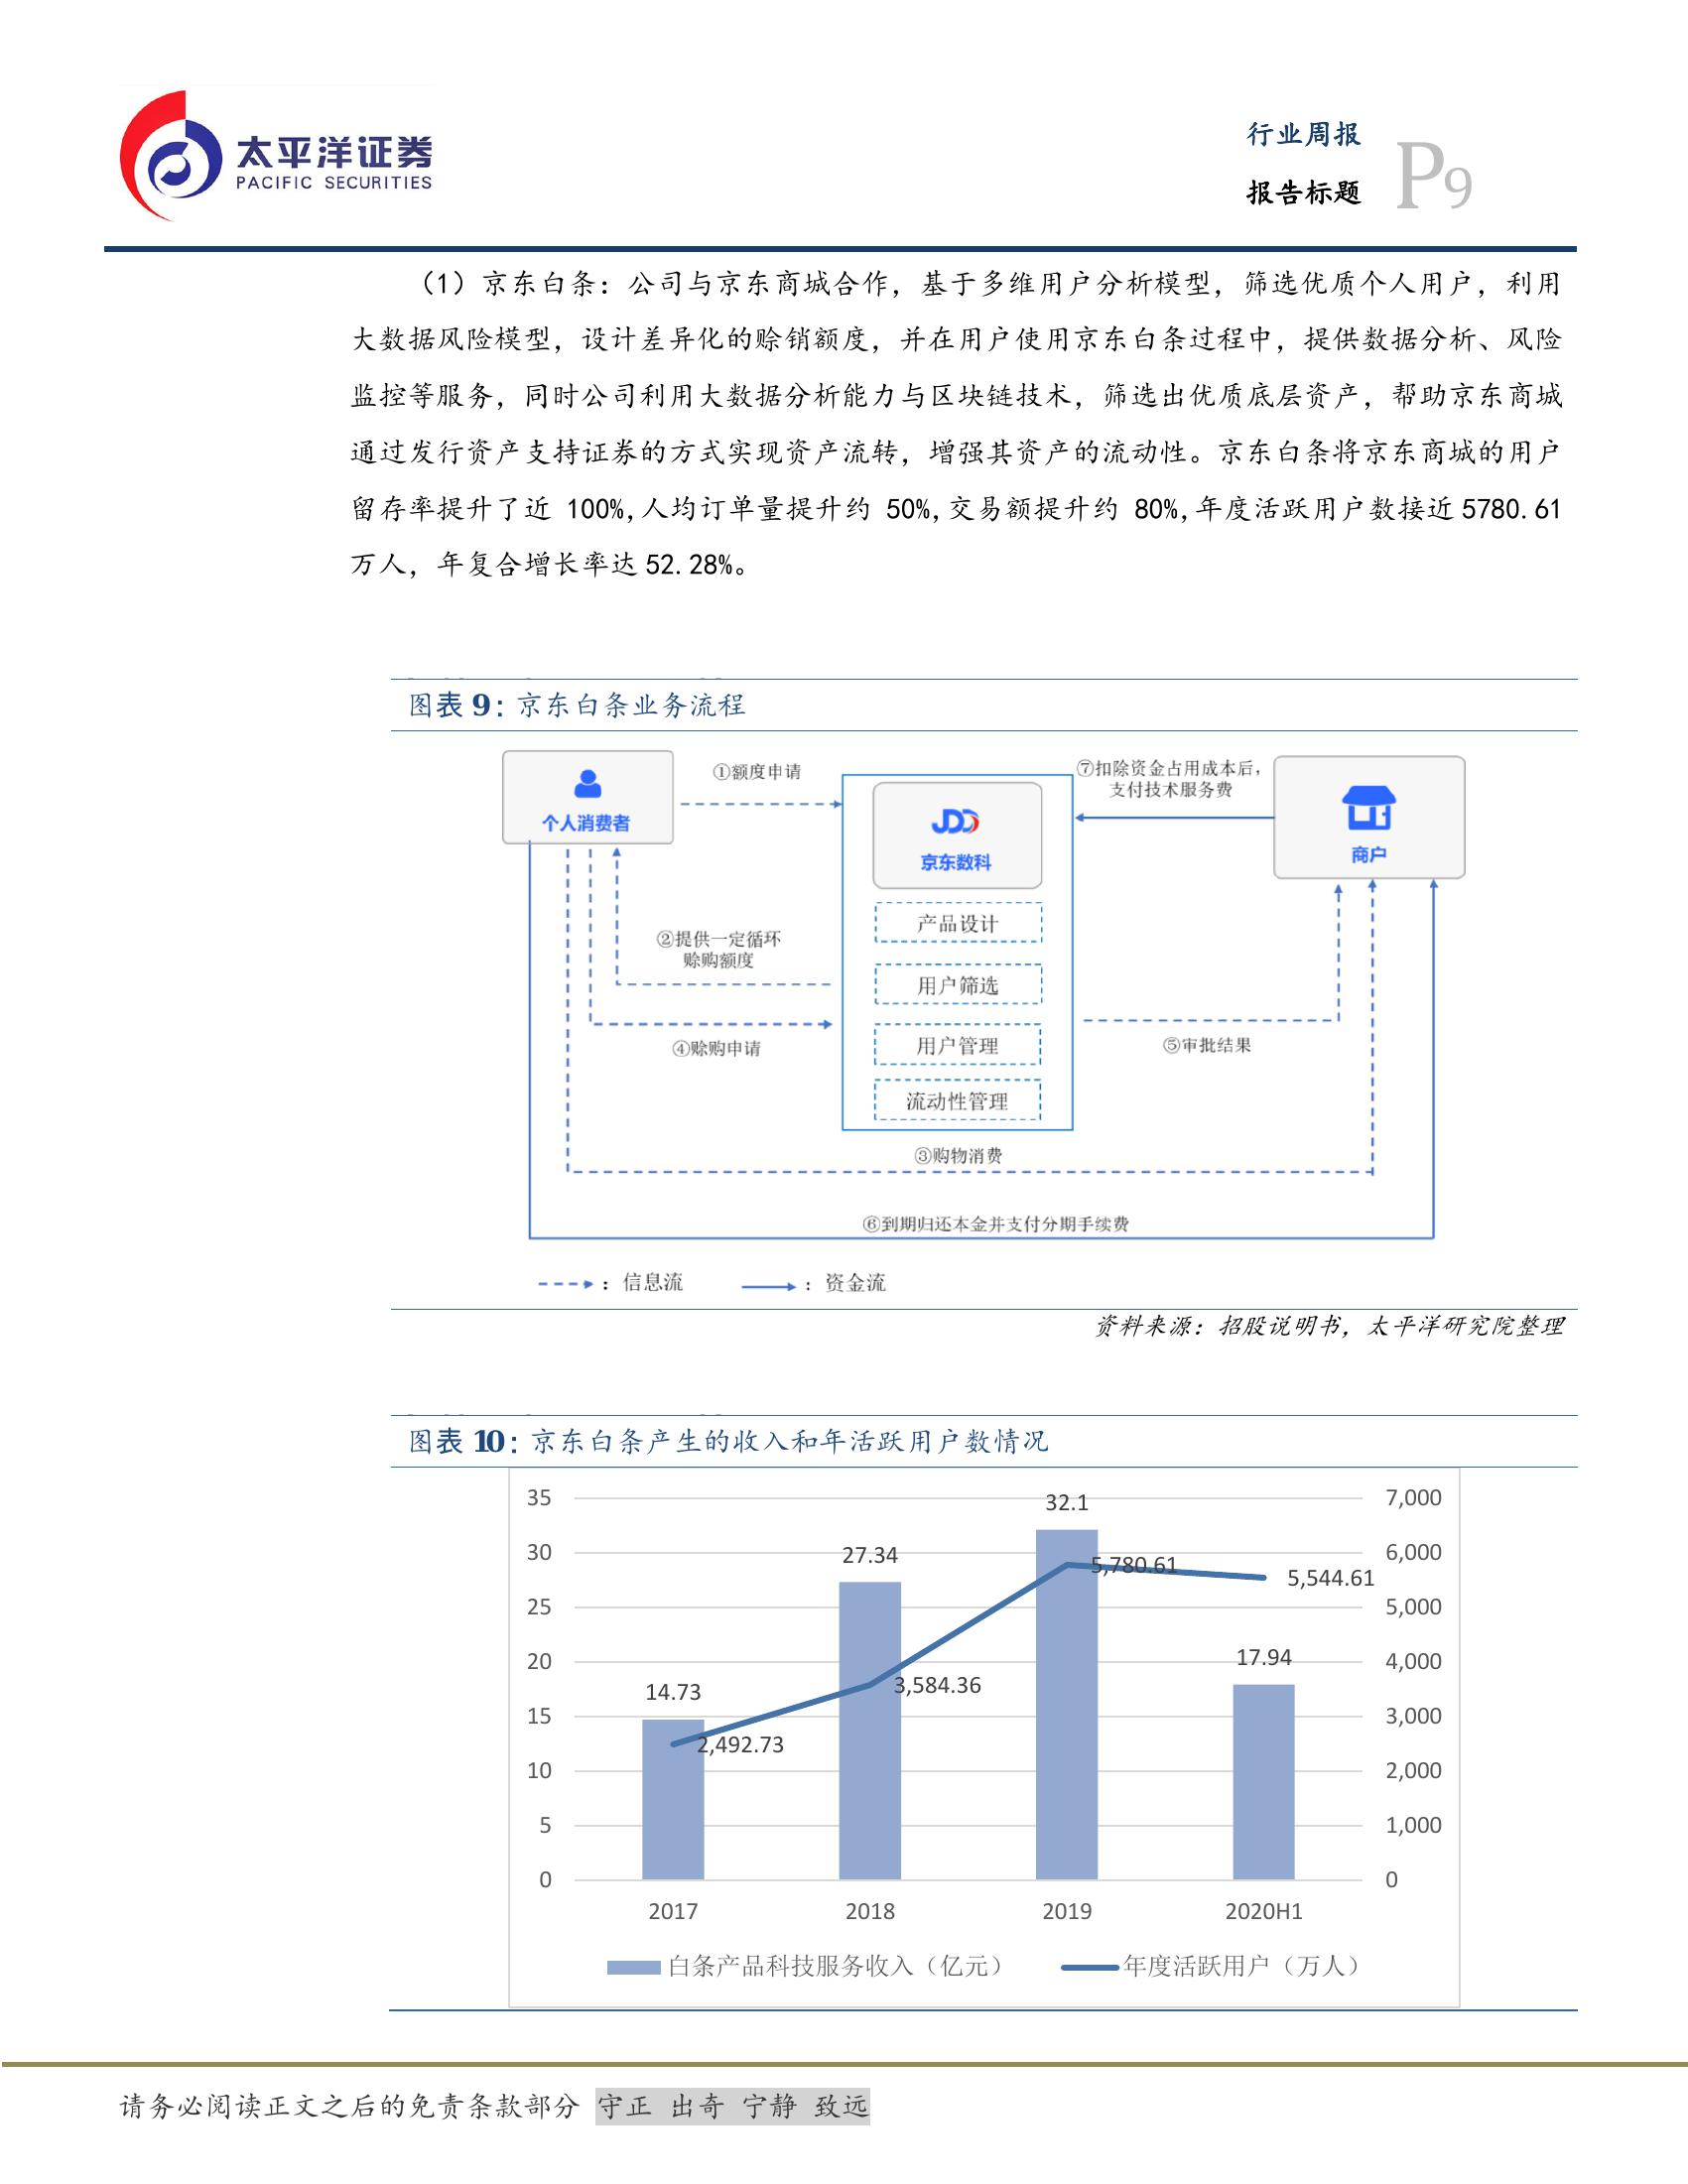 太平洋证券
PACIFIC SECURITIES
行业周报
报告标题
P9
（1）京东白条：公司与京东商城合作，基于多维用户分析模型，筛选优质个人用户，利用
大数据风险模型，设计差异化的赊销额度，并在用户使用京东白条过程中，提供数据分析、风险
监控等服务，同时公司利用大数据分析能力与区块链技术，筛选出优质底层资产，帮助京东商城
通过发行资产支持证券的方式实现资产流转，增强其资产的流动性。京东白条将京东商城的用户
留存率提升了近 100%,人均订单量提升约 50%,交易额提升约 80%,年度活跃用户数接近 5780.61
万人，年复合增长率达 52.28%。
图表 9：京东白条业务流程
个人消费者
①额度申请
JDD
京东数科
⑦扣除资金占用成本后，
支付技术服务费
商户
产品设计
②提供一定循环
赊购额度
用户筛选
④赊购申请
用户管理
⑤审批结果
流动性管理
③购物消费
⑥到期归还本金并支付分期手续费
：信息流
：资金流
资料来源：招股说明书，太平洋研究院整理
图表 10：京东白条产生的收入和年活跃用户数情况
35
30
25
20
15
10
5
0
7,000
6,000
5,000
4,000
3,000
2,000
1,000
0
14.73
27.34
32.1
17.94
2,492.73
3,584.36
5,780.61
5,544.61
2017
2018
2019
2020H1
白条产品科技服务收入（亿元）
年度活跃用户（万人）
请务必阅读正文之后的免责条款部分 守正 出奇 宁静 致远